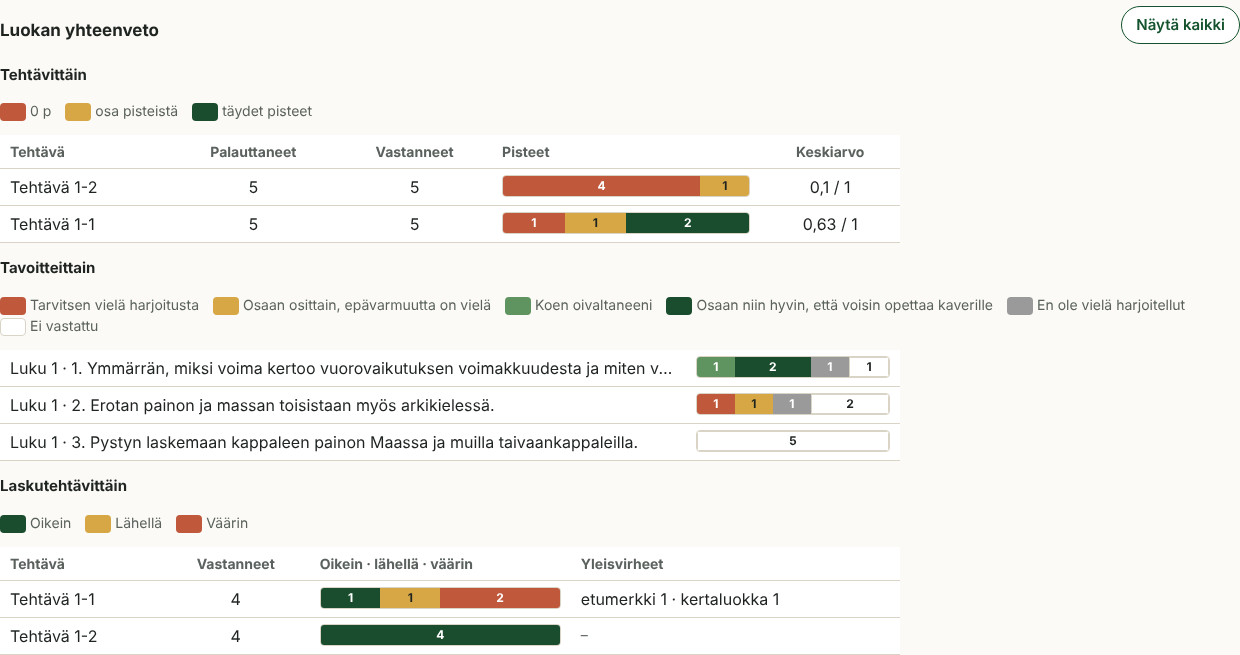 Luokan yhteenveto
Näytä kaikki
Tehtävittäin
0 p osa pisteistä täydet pisteet
Tehtävä Palauttaneet Vastanneet Pisteet Keskiarvo
Tehtävä 1-2 5 5 4 1 0,1 / 1
Tehtävä 1-1 5 5 1 1 2 0,63 / 1
Tavoitteittain
Tarvitsen vielä harjoitusta Osaan osittain, epävarmuutta on vielä Koen oivaltaneeni Osaan niin hyvin, että voisin opettaa kaverille En ole vielä harjoitellut
Ei vastattu
Luku 1 · 1. Ymmärrän, miksi voima kertoo vuorovaikutuksen voimakkuudesta ja miten v... 1 2 1 1
Luku 1 · 2. Erotan painon ja massan toisistaan myös arkikielessä. 1 1 1 2
Luku 1 · 3. Pystyn laskemaan kappaleen painon Maassa ja muilla taivaankappaleilla. 5
Laskutehtävittäin
Oikein Lähellä Väärin
Tehtävä Vastanneet Oikein · lähellä · väärin Yleisvirheet
Tehtävä 1-1 4 1 1 2 etumerkki 1 · kertaluokka 1
Tehtävä 1-2 4 4 –